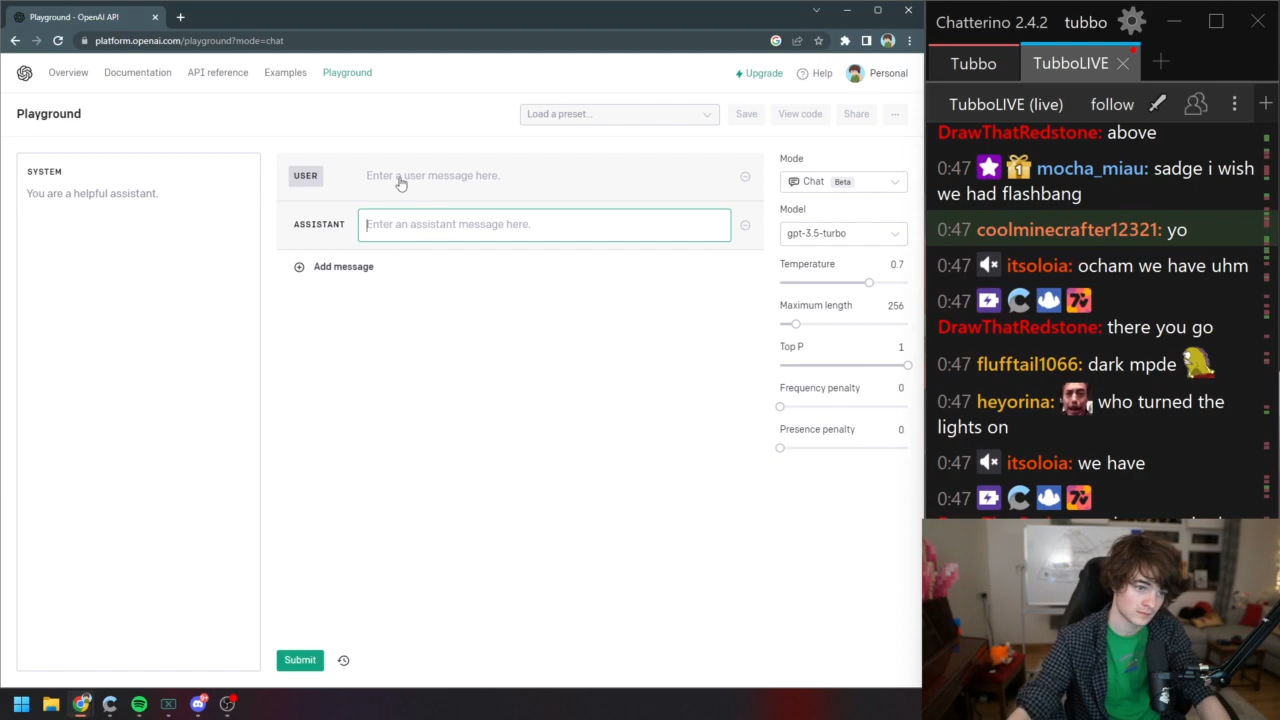 Playground - OpenAI API
platform.openai.com/playground?mode=chat
Overview
Documentation
API reference
Examples
Playground
Upgrade
Help
Personal
Playground
Load a preset...
Save
View code
Share
...
SYSTEM
You are a helpful assistant.
USER
Enter a user message here.
ASSISTANT
Enter an assistant message here.
Add message
Mode
Chat
Beta
Model
gpt-3.5-turbo
Temperature
0.7
Maximum length
256
Top P
1
Frequency penalty
0
Presence penalty
0
Submit
Chatterino 2.4.2
tubbo
Tubbo
TubboLIVE
TubboLIVE (live)
follow
DrawThatRedstone: above
0:47 mocha_miau: sadge i wish
we had flashbang
0:47 coolminecrafter12321: yo
0:47 itsoloia: ocham we have uhm
0:47
DrawThatRedstone: there you go
0:47 flufftail1066: dark mpde
0:47 heyorina: who turned the
lights on
0:47 itsoloia: we have
0:47